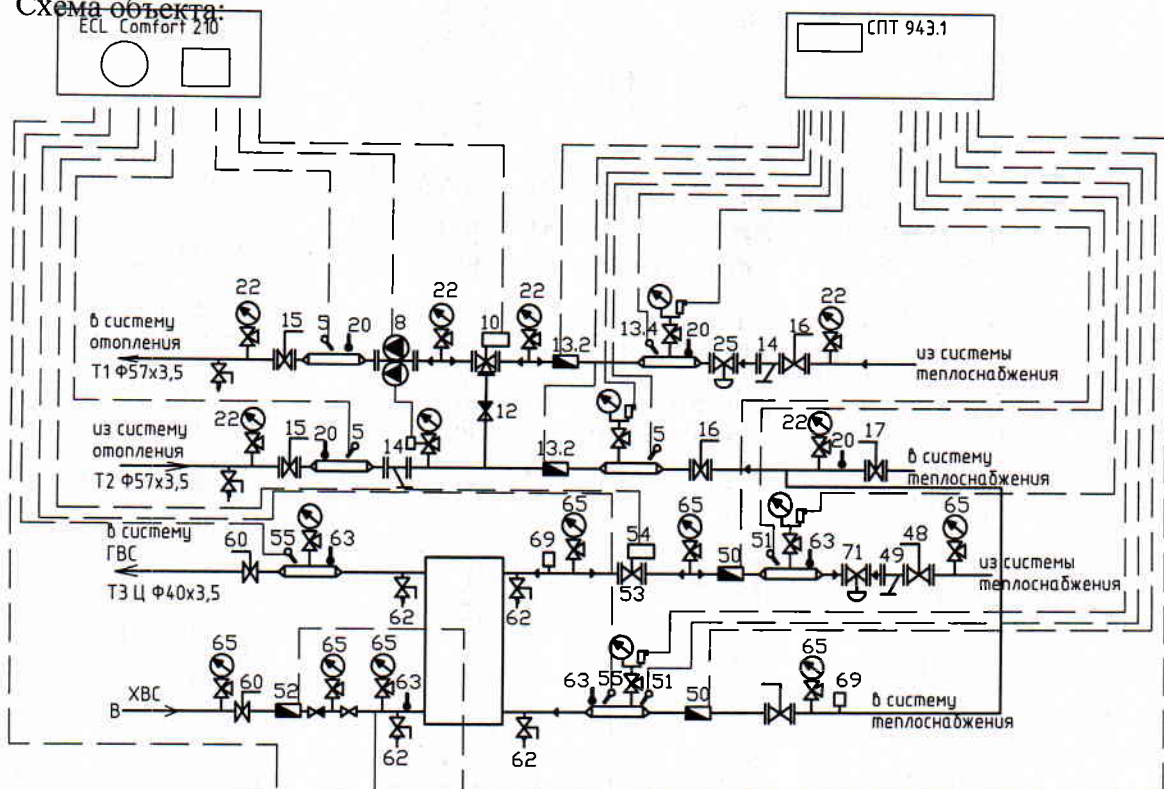 Схема объекта:
ECL Comfort 210
СПТ 943.1
22
15
5
20
8
22
10
22
13.2
13.4
20
25
14
16
22
в систему
отопления
Т1 Ф57х3,5
из системы
теплоснабжения
12
22
15
20
5
14
13.2
5
16
22
20
17
из систему
отопления
Т2 Ф57х3,5
в систему
теплоснабжения
в систему
ГВС
Т3 Ц Ф40х3,5
60
55
63
62
69
65
54
53
65
50
51
63
71
49
48
65
62
из системы
теплоснабжения
ХВС
В
65
60
52
65
65
63
62
62
63
55
51
50
65
69
в систему
теплоснабжения